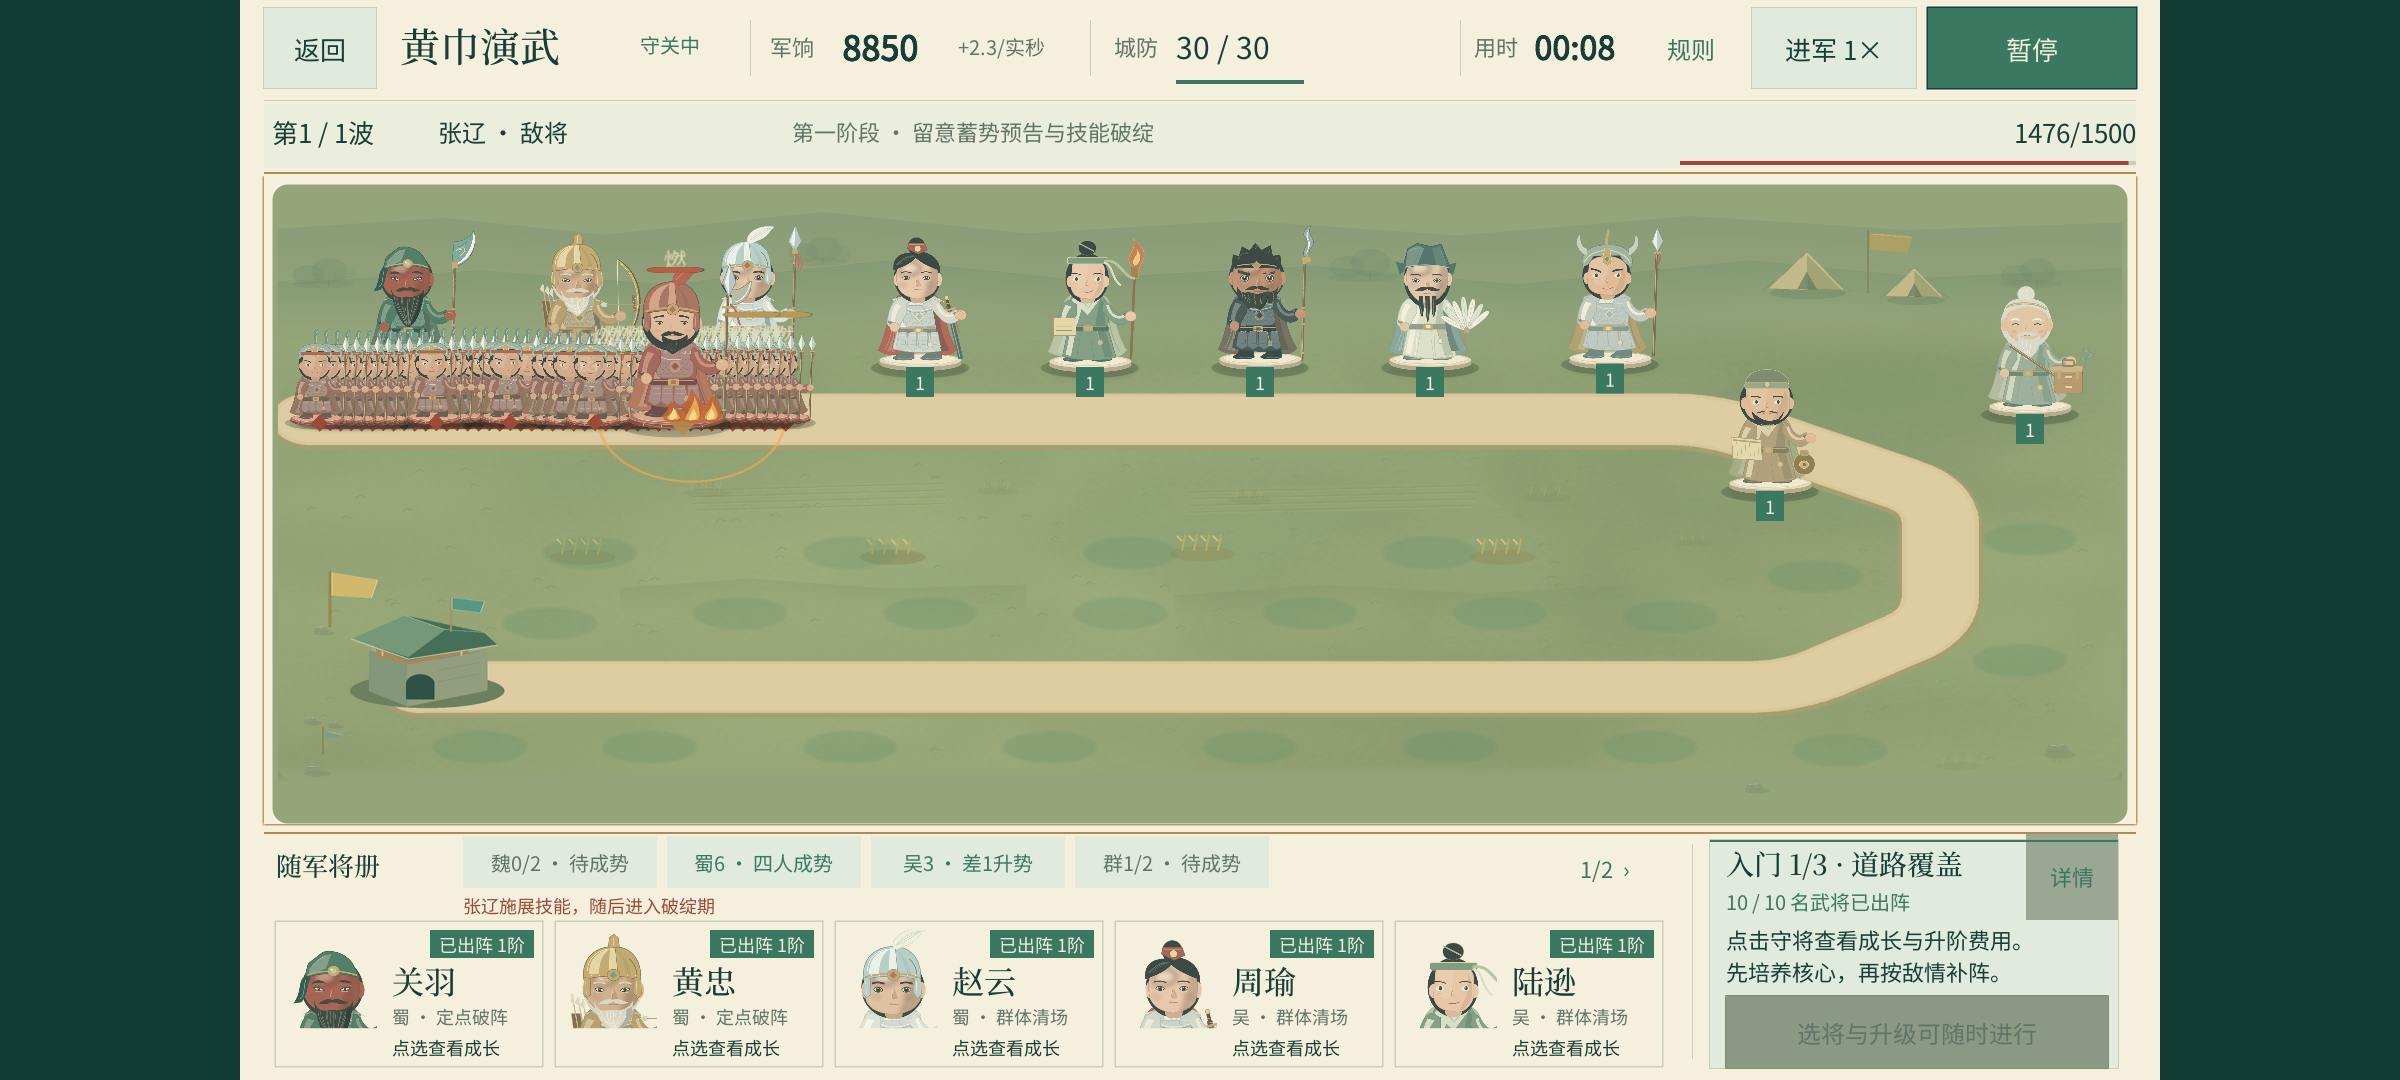 返回
黄巾演武
守关中
军饷 8850 +2.3/实秒
城防 30 / 30
用时 00:08
规则
进军 1×
暂停
第1 / 1波
张辽 · 敌将
第一阶段 · 留意蓄势预告与技能破绽
1476/1500
燃
1
1
1
1
1
1
1
随军将册
魏0/2 · 待成势
蜀6 · 四人成势
吴3 · 差1升势
群1/2 · 待成势
1/2 ›
张辽施展技能，随后进入破绽期
已出阵 1阶
关羽
蜀 · 定点破阵
点选查看成长
已出阵 1阶
黄忠
蜀 · 定点破阵
点选查看成长
已出阵 1阶
赵云
蜀 · 群体清场
点选查看成长
已出阵 1阶
周瑜
吴 · 群体清场
点选查看成长
已出阵 1阶
陆逊
吴 · 群体清场
点选查看成长
入门 1/3 · 道路覆盖
详情
10 / 10 名武将已出阵
点击守将查看成长与升阶费用。
先培养核心，再按敌情补阵。
选将与升级可随时进行